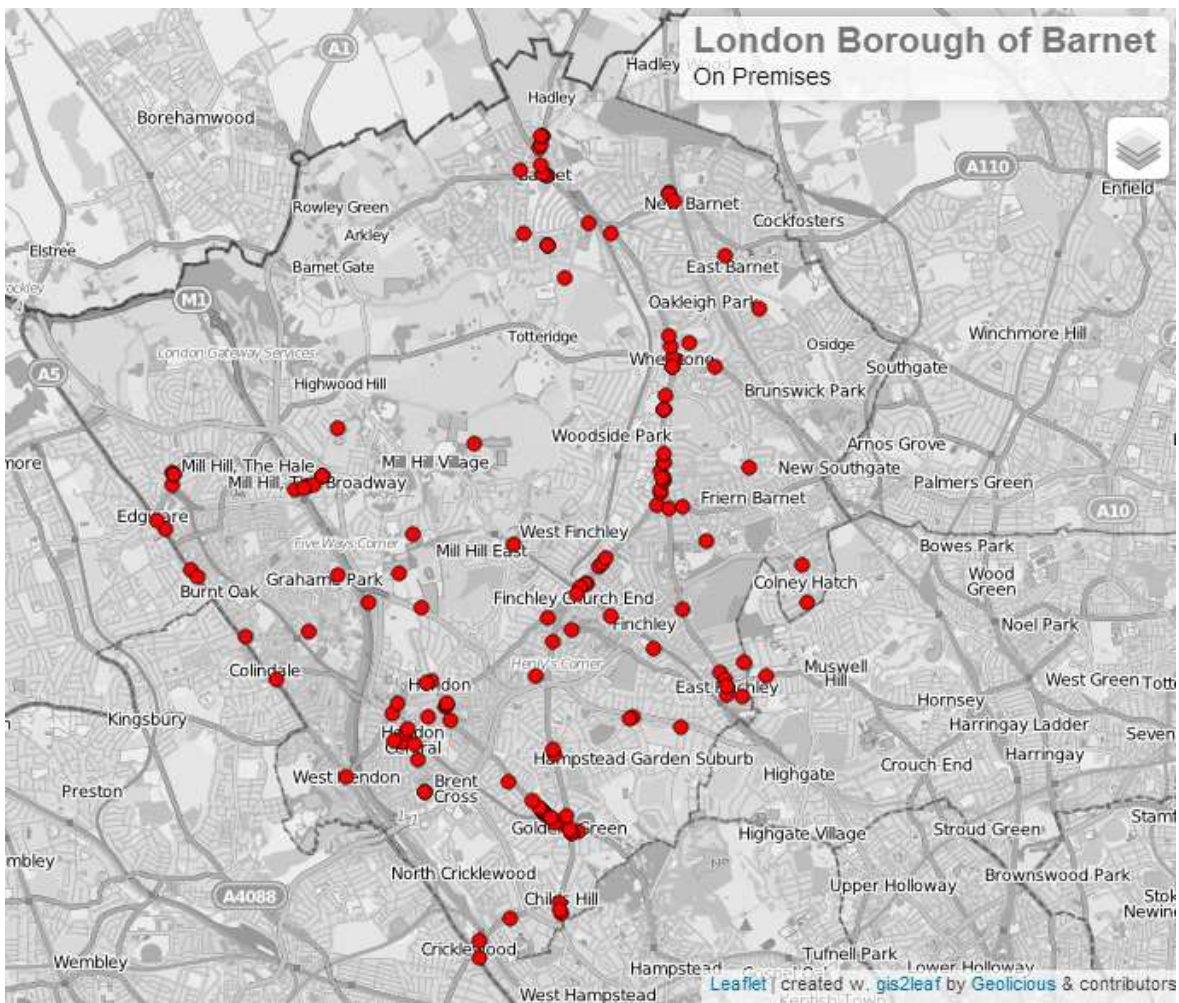 London Borough of Barnet
On Premises
A1
Hadley
Borehamwood
Hadley
A110
Enfield
Rowley Green
New Barnet
Cockfosters
Arkley
Elstree
Barnet Gate
East Barnet
M1
Oakleigh Park
Totteridge
Winchmore Hill
London Gateway Services
Osidge
Southgate
A5
Highwood Hill
Brunswick Park
Woodside Park
Arnos Grove
Mill Hill, The Hale
Mill Hill Village
New Southgate
Palmers Green
Broadway
Friern Barnet
A10
West Finchley
Five Ways Corner
Mill Hill East
Bowes Park
Grahame Park
Colney Hatch
Wood
Green
Burnt Oak
Finchley Church End
Finchley
Noel Park
Henly's Corner
Colindale
Muswell
Hill
West Green
Hornsey
Kingsbury
Harringay Ladder
Harringay
Hampstead Garden Suburb
Crouch End
Highgate
Preston
Brent
Cross
Highgate Village
Stroud Green
North Cricklewood
Brownswood Park
Upper Holloway
A4088
Tufnell Park
Wembley
Hampstead
Lower Holloway
West Hampstead
Leaflet | created w. gis2leaf by Geolicious & contributors